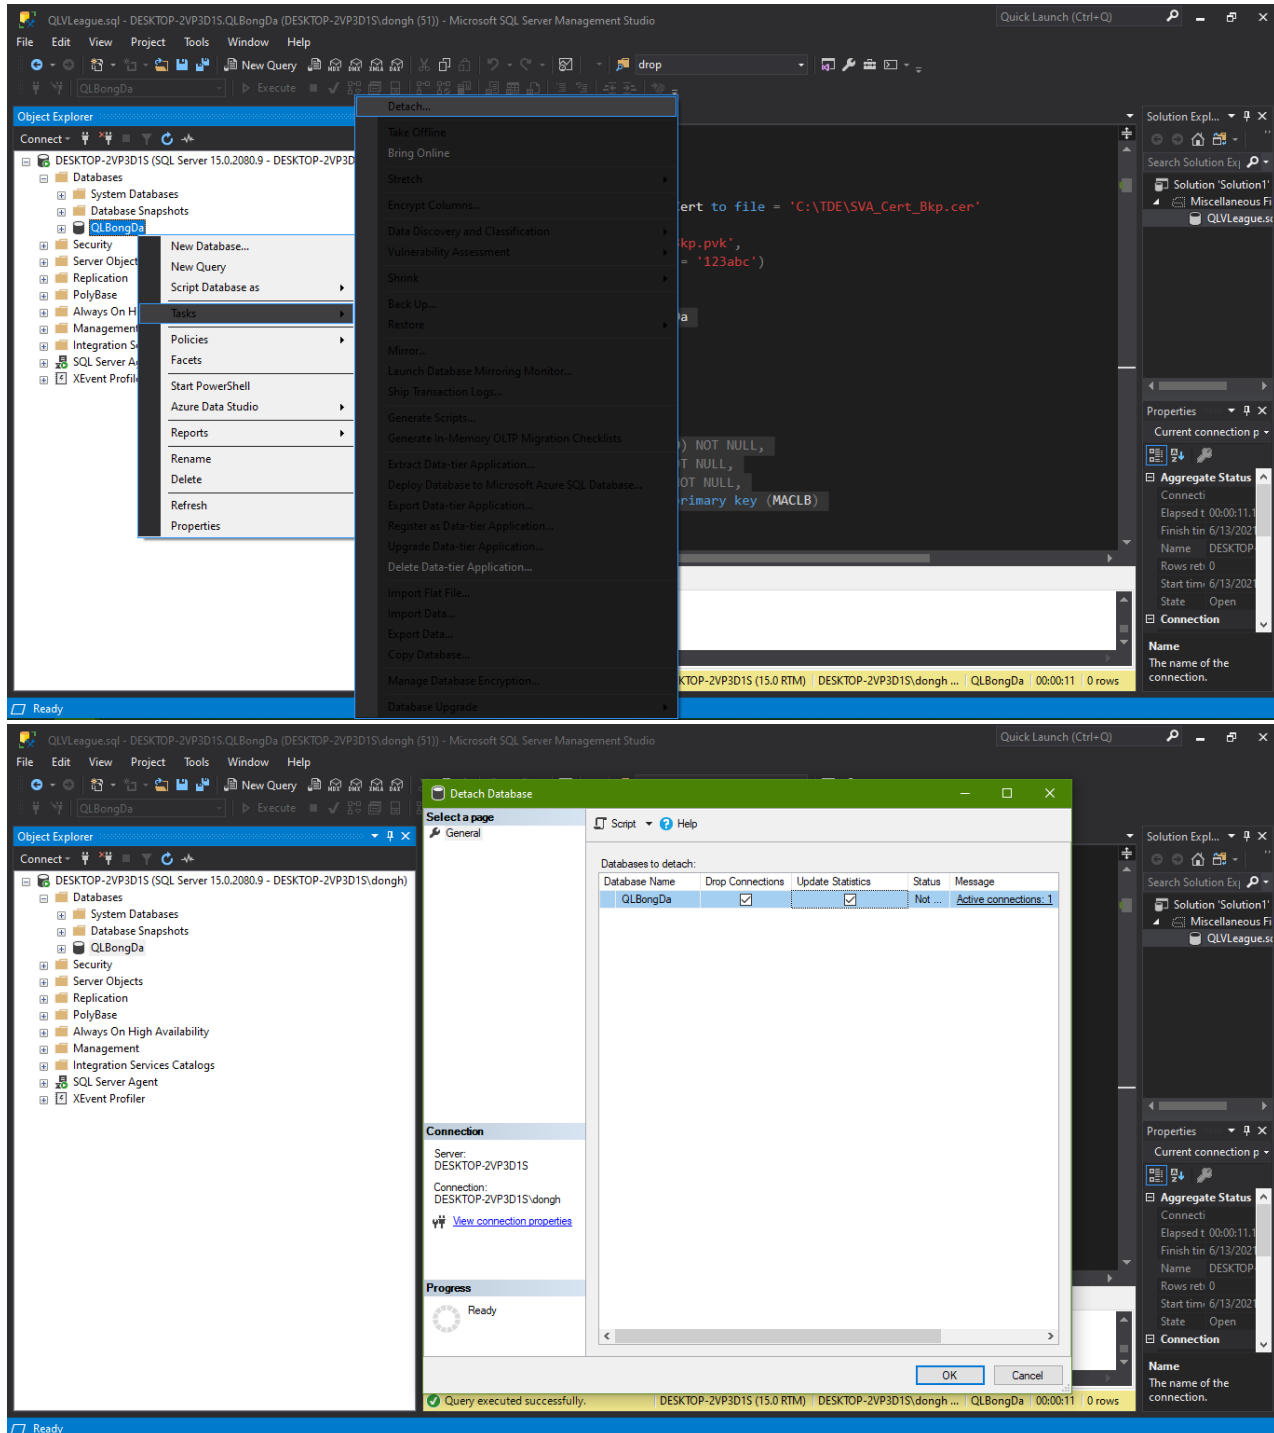 QLVLeague.sql - DESKTOP-2VP3D1S.QLBongDa (DESKTOP-2VP3D1S\dongh (51)) - Microsoft SQL Server Management Studio
Quick Launch (Ctrl+Q)
File Edit View Project Tools Window Help
New Query
drop
QLBongDa
Execute
Object Explorer
Connect
DESKTOP-2VP3D1S (SQL Server 15.0.2080.9 - DESKTOP-2VP3D
Databases
System Databases
Database Snapshots
QLBongDa
Security
Server Object
Replication
PolyBase
Always On H
Management
Integration S
SQL Server A
XEvent Profil
New Database...
New Query
Script Database as
Tasks
Policies
Facets
Start PowerShell
Azure Data Studio
Reports
Rename
Delete
Refresh
Properties
Detach...
Take Offline
Bring Online
Stretch
Encrypt Columns...
Data Discovery and Classification
Vulnerability Assessment
Shrink
Back Up...
Restore
Mirror...
Launch Database Mirroring Monitor...
Ship Transaction Logs...
Generate Scripts...
Generate In-Memory OLTP Migration Checklists
Extract Data-tier Application...
Deploy Database to Microsoft Azure SQL Database...
Export Data-tier Application...
Register as Data-tier Application...
Upgrade Data-tier Application...
Delete Data-tier Application...
Import Flat File...
Import Data...
Export Data...
Copy Database...
Manage Database Encryption...
Database Upgrade
ert to file = 'C:\TDE\SVA_Cert_Bkp.cer'
kp.pvk',
= '123abc')
a
) NOT NULL,
T NULL,
OT NULL,
rimary key (MACLB)
KTOP-2VP3D1S (15.0 RTM) DESKTOP-2VP3D1S\dongh ... QLBongDa 00:00:11 0 rows
Solution Expl...
Search Solution Ex
Solution 'Solution1'
Miscellaneous Fi
QLVLeague.s
Properties
Current connection p
Aggregate Status
Connecti
Elapsed t 00:00:11.1
Finish tin 6/13/2021
Name DESKTOP-
Rows ret 0
Start tim 6/13/2021
State Open
Connection
Name
The name of the
connection.
Ready
QLVLeague.sql - DESKTOP-2VP3D1S.QLBongDa (DESKTOP-2VP3D1S\dongh (51)) - Microsoft SQL Server Management Studio
Quick Launch (Ctrl+Q)
File Edit View Project Tools Window Help
New Query
QLBongDa
Execute
Object Explorer
Connect
DESKTOP-2VP3D1S (SQL Server 15.0.2080.9 - DESKTOP-2VP3D1S\dongh)
Databases
System Databases
Database Snapshots
QLBongDa
Security
Server Objects
Replication
PolyBase
Always On High Availability
Management
Integration Services Catalogs
SQL Server Agent
XEvent Profiler
Detach Database
Select a page
General
Script Help
Databases to detach:
Database Name Drop Connections Update Statistics Status Message
QLBongDa Not ... Active connections: 1
Connection
Server:
DESKTOP-2VP3D1S
Connection:
DESKTOP-2VP3D1S\dongh
View connection properties
Progress
Ready
OK Cancel
Query executed successfully. DESKTOP-2VP3D1S (15.0 RTM) DESKTOP-2VP3D1S\dongh ... QLBongDa 00:00:11 0 rows
Solution Expl...
Search Solution Ex
Solution 'Solution1'
Miscellaneous Fi
QLVLeague.s
Properties
Current connection p
Aggregate Status
Connecti
Elapsed t 00:00:11.1
Finish tin 6/13/2021
Name DESKTOP-
Rows ret 0
Start tim 6/13/2021
State Open
Connection
Name
The name of the
connection.
Ready